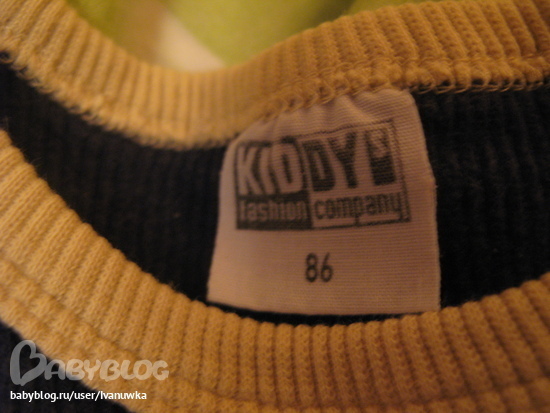 KIDDY'S
fashion company
86
BABYBLOG
babyblog.ru/user/Ivanuwka